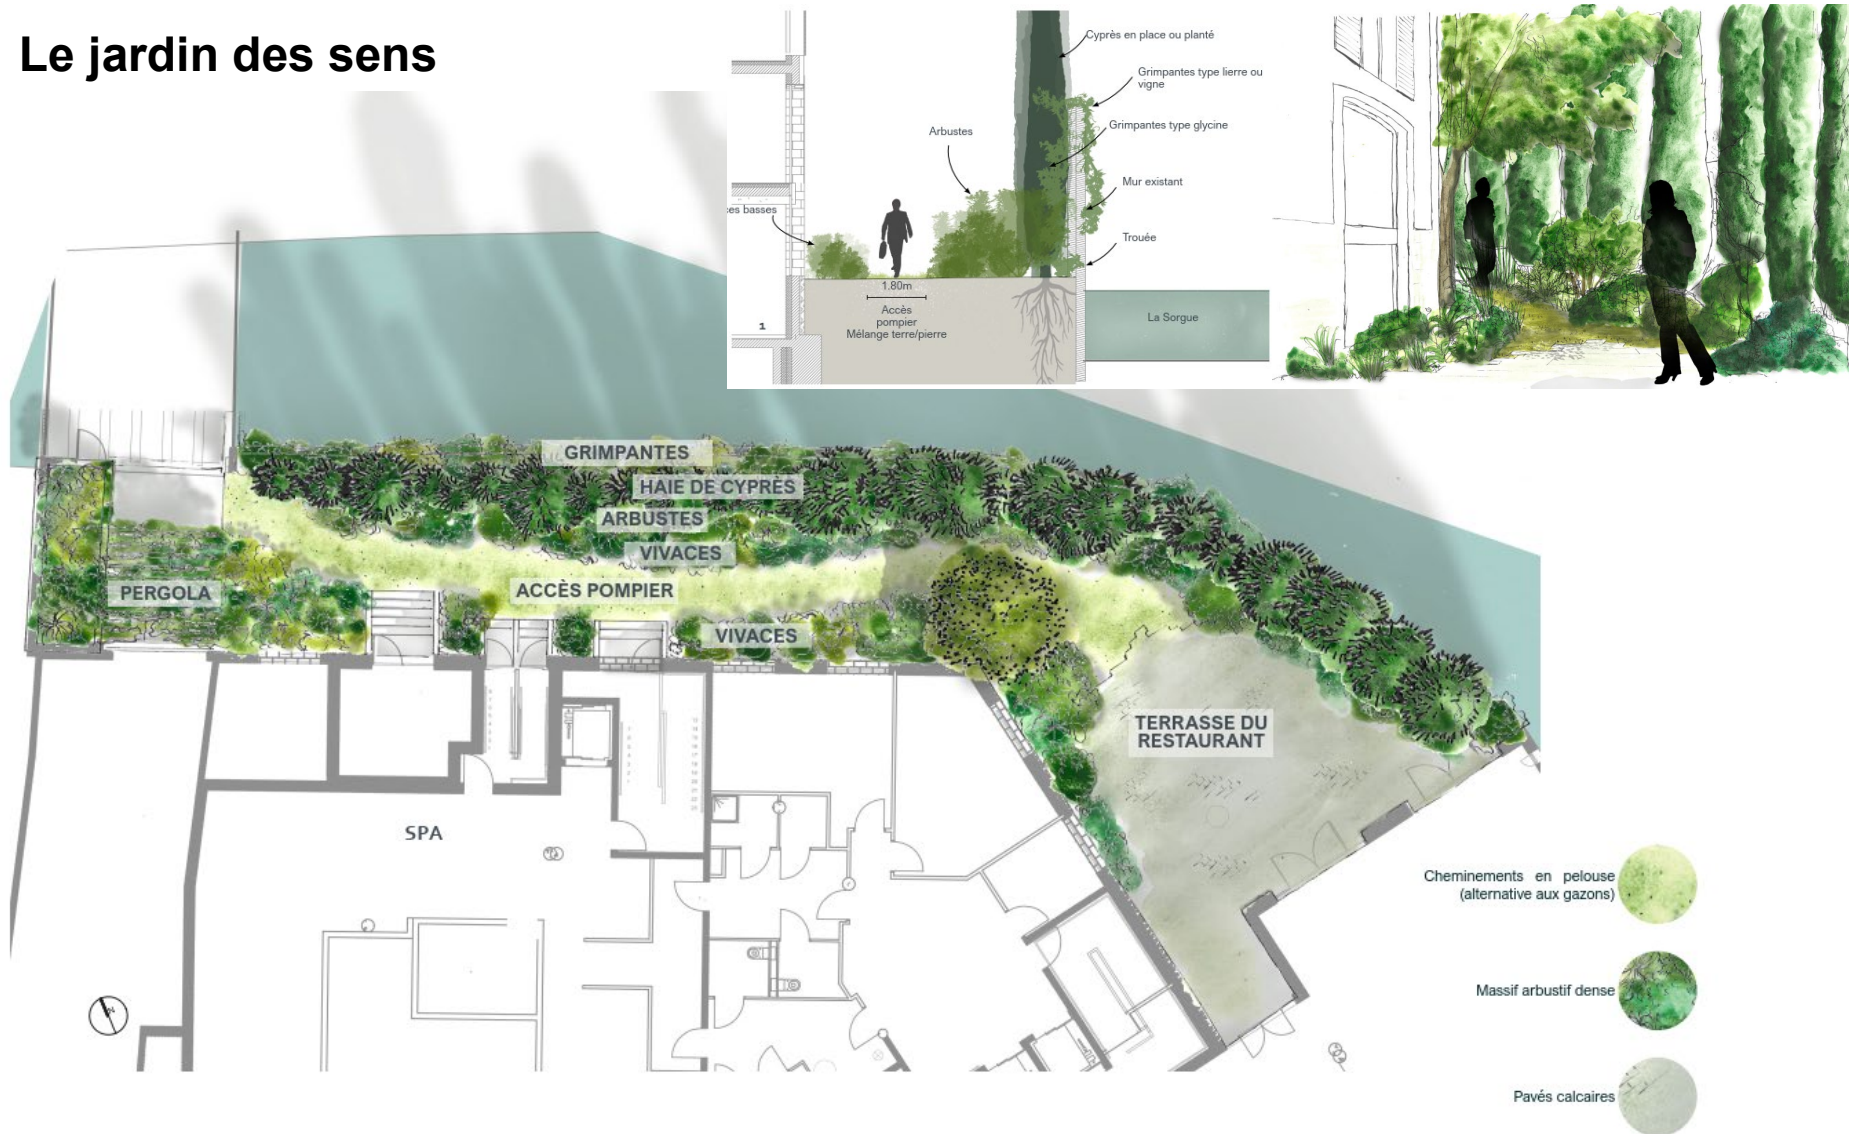 Le jardin des sens
Cyprès en place ou planté
Grimpantes type lierre ou
vigne
Grimpantes type glycine
Arbustes
Mur existant
ces basses
Trouée
1.80m
Accès
pompier
Mélange terre/pierre
La Sorgue
1
GRIMPANTES
HAIE DE CYPRÈS
ARBUSTES
VIVACES
PERGOLA
ACCÈS POMPIER
VIVACES
TERRASSE DU
RESTAURANT
SPA
Cheminements en pelouse
(alternative aux gazons)
Massif arbustif dense
Pavés calcaires